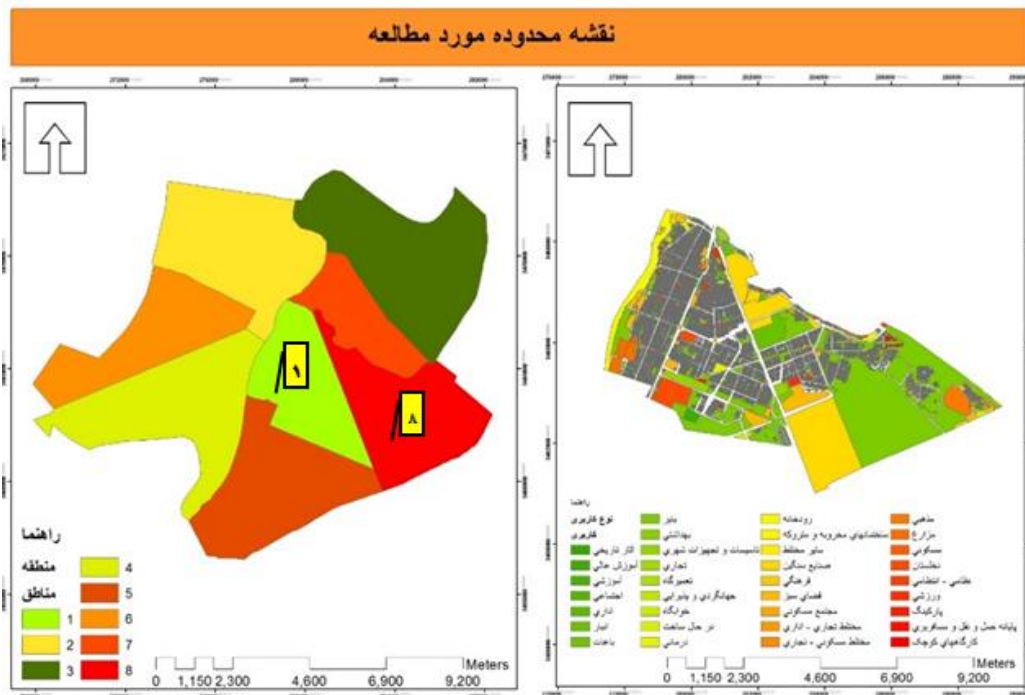 نقشه محدوده مورد مطالعه
۱
۸
راهنما
منطقه
مناطق
1
2
3
4
5
6
7
8
Meters
0 1,150 2,300 4,600 6,900 9,200
راهنما
نوع کاربری
کاربری
آثار تاریخی
آموزش عالی
آموزشی
اجتماعی
اداری
انبار
باغات
بایر
بهداشتی
تاسیسات و تجهیزات شهری
تجاری
تعمیرگاه
جهانگردی و پذیرایی
خوابگاه
در حال ساخت
درمانی
رودخانه
ساختمانهای مخروبه و متروکه
سایر مختلط
صنایع سنگین
فرهنگی
فضای سبز
مجتمع مسکونی
مختلط تجاری - اداری
مختلط مسکونی - تجاری
مذهبی
مزارع
مسکونی
نخلستان
نظامی - انتظامی
ورزشی
پارکینگ
پایانه حمل و نقل و مسافربری
کارگاههای کوچک
Meters
0 1,150 2,300 4,600 6,900 9,200